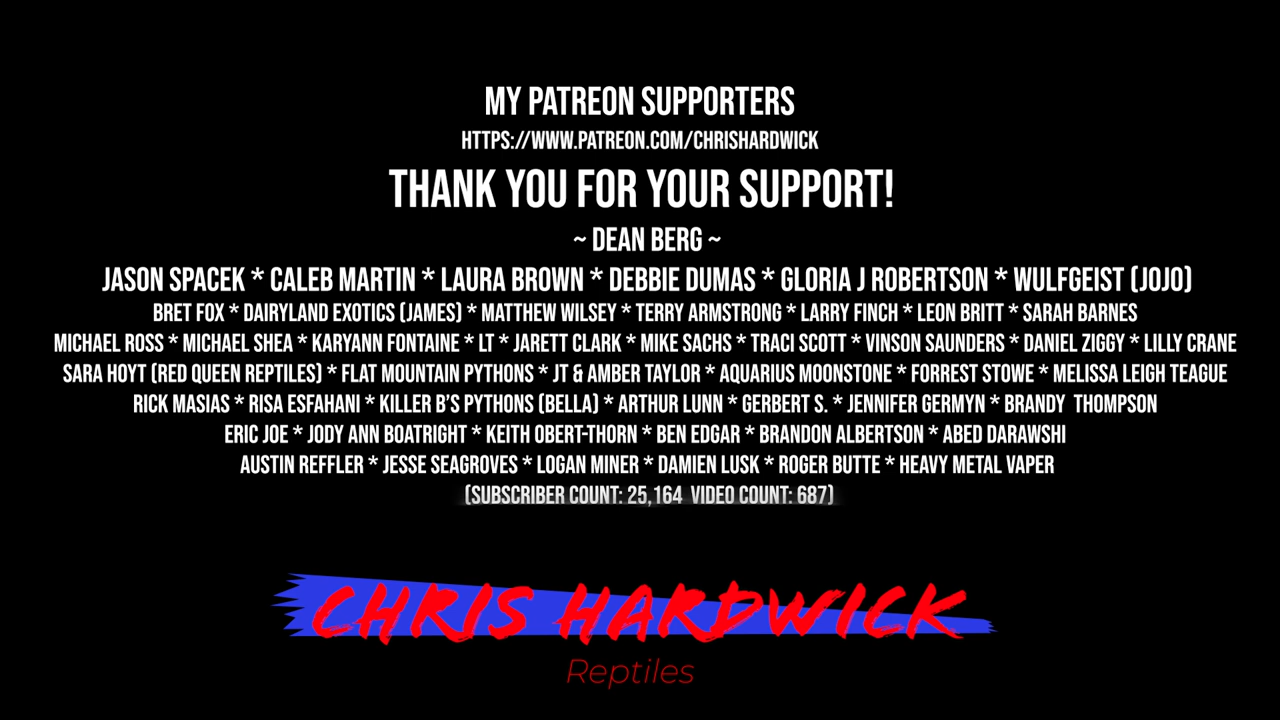 MY PATREON SUPPORTERS
HTTPS://WWW.PATREON.COM/CHRISHARDWICK
THANK YOU FOR YOUR SUPPORT!
~ DEAN BERG ~
JASON SPACEK * CALEB MARTIN * LAURA BROWN * DEBBIE DUMAS * GLORIA J ROBERTSON * WULFGEIST (JOJO)
BRET FOX * DAIRYLAND EXOTICS (JAMES) * MATTHEW WILSEY * TERRY ARMSTRONG * LARRY FINCH * LEON BRITT * SARAH BARNES
MICHAEL ROSS * MICHAEL SHEA * KARYANN FONTAINE * LT * JARETT CLARK * MIKE SACHS * TRACI SCOTT * VINSON SAUNDERS * DANIEL ZIGGY * LILLY CRANE
SARA HOYT (RED QUEEN REPTILES) * FLAT MOUNTAIN PYTHONS * JT & AMBER TAYLOR * AQUARIUS MOONSTONE * FORREST STOWE * MELISSA LEIGH TEAGUE
RICK MASIAS * RISA ESFAHANI * KILLER B'S PYTHONS (BELLA) * ARTHUR LUNN * GERBERT S. * JENNIFER GERMYN * BRANDY  THOMPSON
ERIC JOE * JODY ANN BOATRIGHT * KEITH OBERT-THORN * BEN EDGAR * BRANDON ALBERTSON * ABED DARAWSHI
AUSTIN REFFLER * JESSE SEAGROVES * LOGAN MINER * DAMIEN LUSK * ROGER BUTTE * HEAVY METAL VAPER
(SUBSCRIBER COUNT: 25,164  VIDEO COUNT: 687)
CHRIS HARDWICK
Reptiles